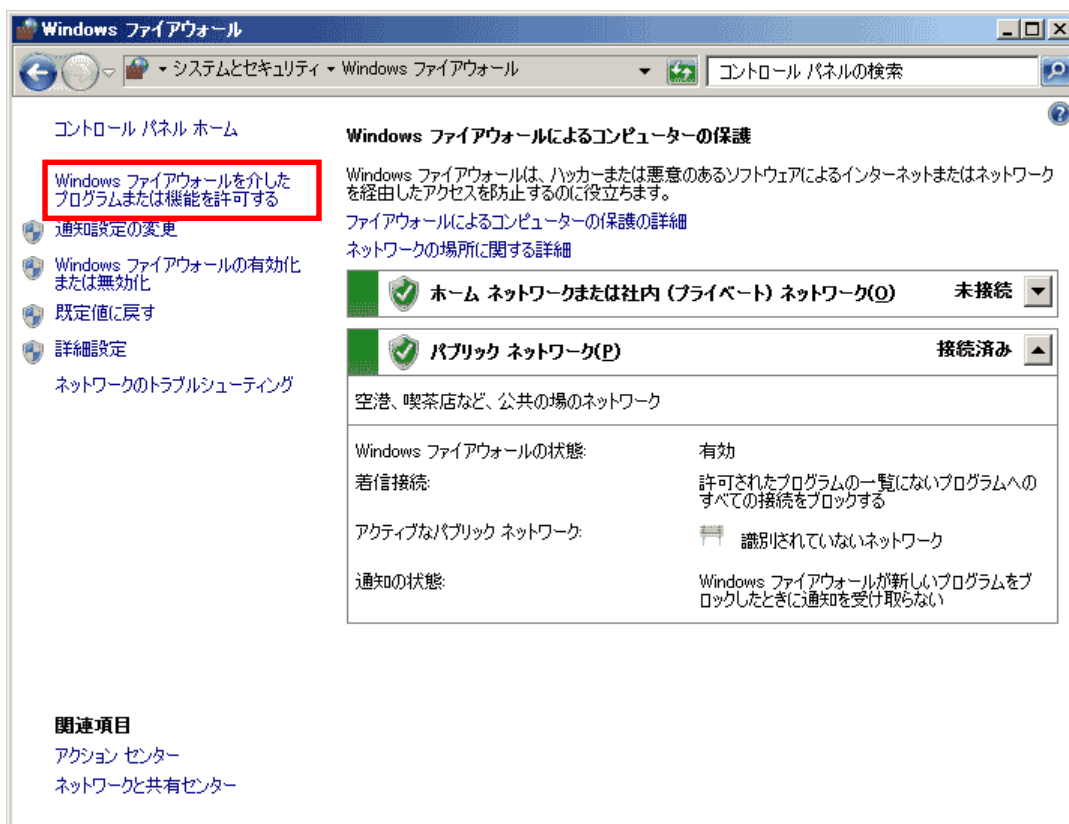 Windows ファイアウォール
システムとセキュリティ Windows ファイアウォール
コントロール パネルの検索
コントロール パネル ホーム
Windows ファイアウォールを介した
プログラムまたは機能を許可する
通知設定の変更
Windows ファイアウォールの有効化
または無効化
既定値に戻す
詳細設定
ネットワークのトラブルシューティング
Windows ファイアウォールによるコンピューターの保護
Windows ファイアウォールは、ハッカーまたは悪意のあるソフトウェアによるインターネットまたはネットワーク
を経由したアクセスを防止するのに役立ちます。
ファイアウォールによるコンピューターの保護の詳細
ネットワークの場所に関する詳細
ホーム ネットワークまたは社内 (プライベート) ネットワーク(O) 未接続
パブリック ネットワーク(P) 接続済み
空港、喫茶店など、公共の場のネットワーク
Windows ファイアウォールの状態: 有効
着信接続: 許可されたプログラムの一覧にないプログラムへの
すべての接続をブロックする
アクティブなパブリック ネットワーク: 識別されていないネットワーク
通知の状態: Windows ファイアウォールが新しいプログラムをブ
ロックしたときに通知を受け取らない
関連項目
アクション センター
ネットワークと共有センター